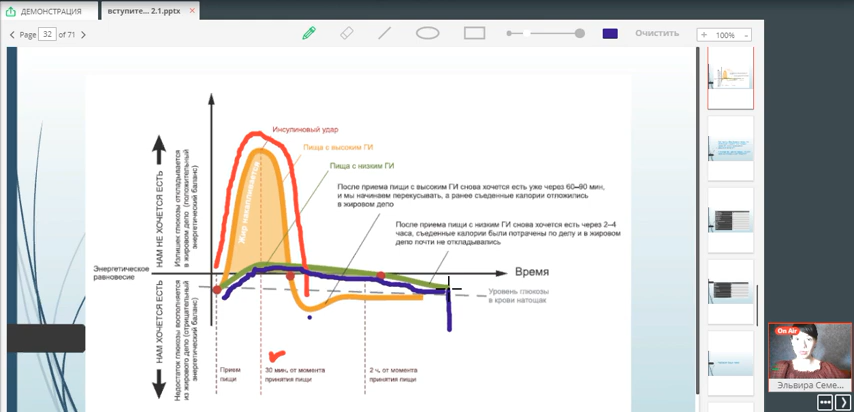 ДЕМОНСТРАЦИЯ
вступите... 2.1.pptx
Page 32 of 71
100%
Очистить
Инсулиновый удар
Пища с высоким ГИ
Пища с низким ГИ
Жир накапливается
После приема пищи с высоким ГИ снова хочется есть уже через 60–90 мин,
и мы начинаем перекусывать, а ранее съеденные калории отложились
в жировом депо
После приема пищи с низким ГИ снова хочется есть через 2–4
часа, съеденные калории были потрачены по делу и в жировом
депо почти не откладывались
НАМ НЕ ХОЧЕТСЯ ЕСТЬ
Излишек глюкозы откладывается
в жировом депо (положительный
энергетический баланс)
Энергетическое
равновесие
Время
Уровень глюкозы
в крови натощак
НАМ ХОЧЕТСЯ ЕСТЬ
Недостаток глюкозы восполняется
из жирового депо (отрицательный
энергетический баланс)
Прием
пищи
30 мин. от момента
принятия пищи
2 ч. от момента
принятия пищи
On Air
Эльвира Семе...